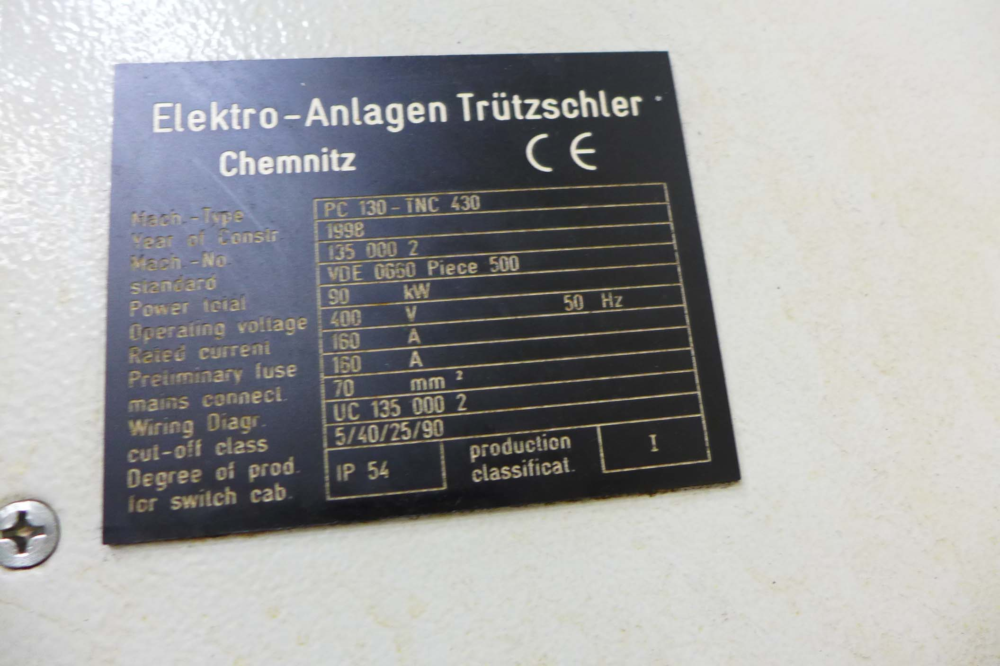 Elektro-Anlagen Trützschler
Chemnitz CE
Mach.-Type PC 130-TNC 430
Year of Constr. 1998
Mach.-No. 135 000 2
standard VDE 0660 Piece 500
Power total 90 kW
Operating voltage 400 V 50 Hz
Rated current 160 A
Preliminary fuse 160 A
mains connect. 70 mm²
Wiring Diagr. UC 135 000 2
cut-off class 5/40/25/90
Degree of prod. for switch cab. IP 54
production classificat. I